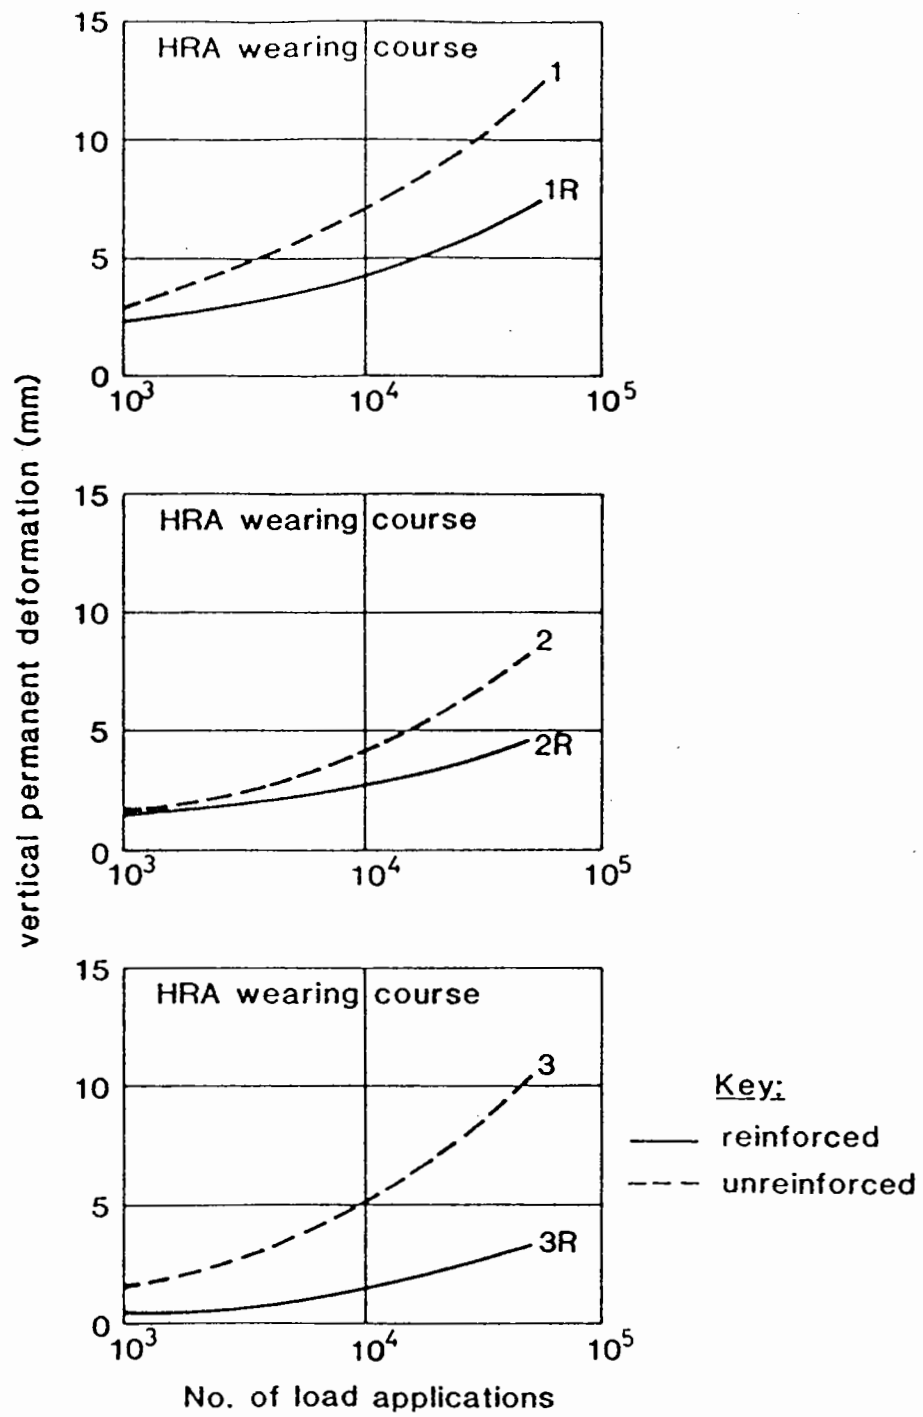 vertical permanent deformation (mm)
15
HRA wearing course
1
10
1R
5
0
10³ 10⁴ 10⁵
15
HRA wearing course
10
2
5
2R
0
10³ 10⁴ 10⁵
15
HRA wearing course
3
10
5
3R
0
10³ 10⁴ 10⁵
No. of load applications
Key:
reinforced
unreinforced